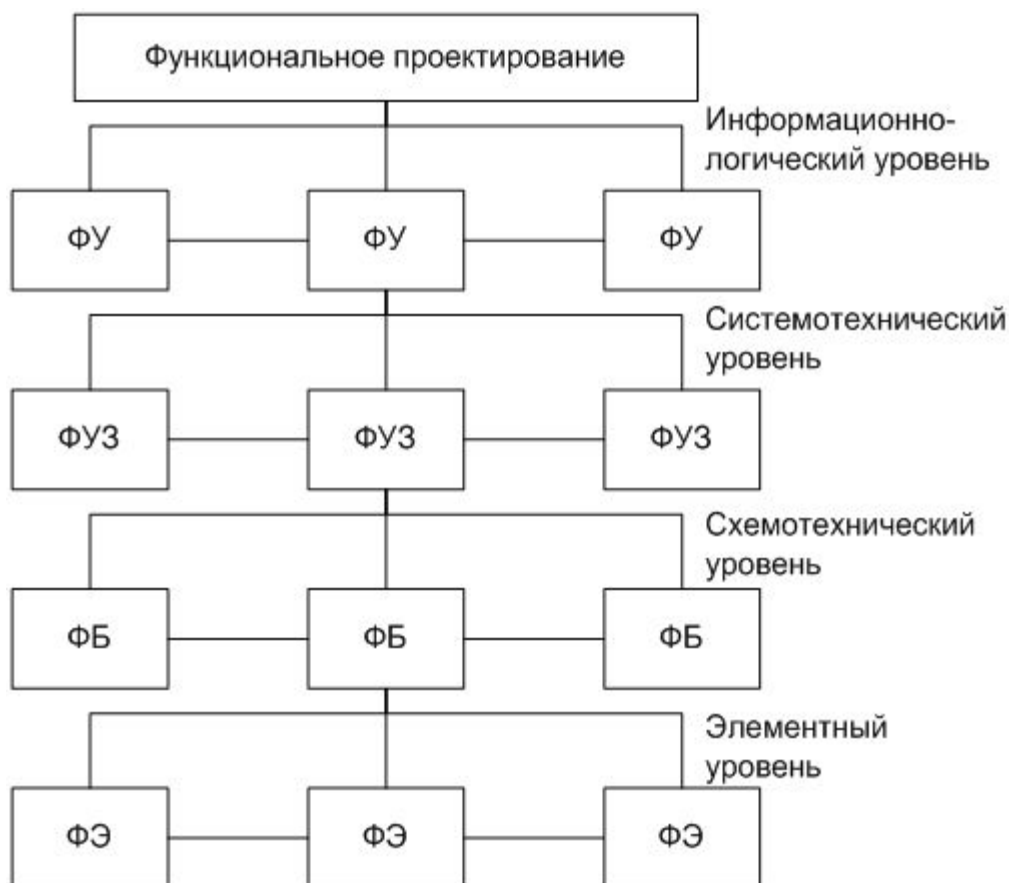 Функциональное проектирование
Информационно-
логический уровень
ФУ ФУ ФУ
Системотехнический
уровень
ФУЗ ФУЗ ФУЗ
Схемотехнический
уровень
ФБ ФБ ФБ
Элементный
уровень
ФЭ ФЭ ФЭ